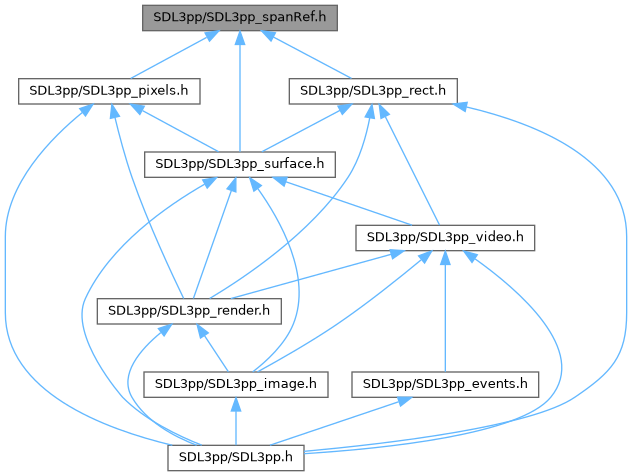 SDL3pp/SDL3pp_spanRef.h
SDL3pp/SDL3pp_pixels.h
SDL3pp/SDL3pp_rect.h
SDL3pp/SDL3pp_surface.h
SDL3pp/SDL3pp_video.h
SDL3pp/SDL3pp_render.h
SDL3pp/SDL3pp_image.h
SDL3pp/SDL3pp_events.h
SDL3pp/SDL3pp.h